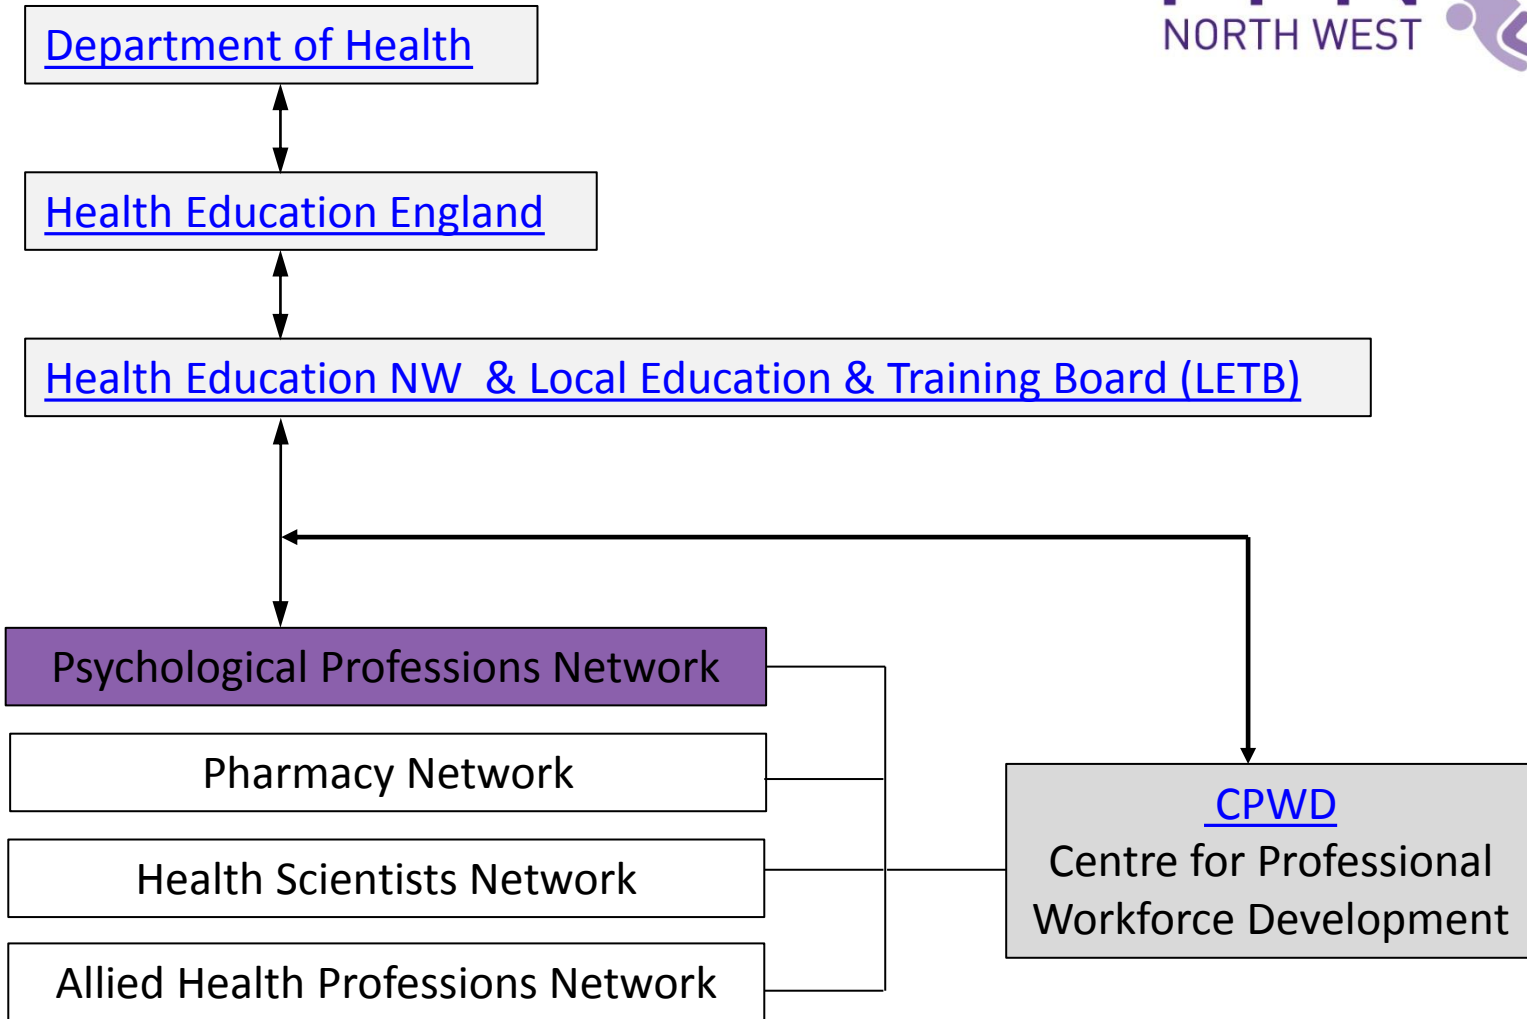 NORTH WEST
Department of Health
Health Education England
Health Education NW & Local Education & Training Board (LETB)
Psychological Professions Network
Pharmacy Network
Health Scientists Network
Allied Health Professions Network
CPWD
Centre for Professional
Workforce Development